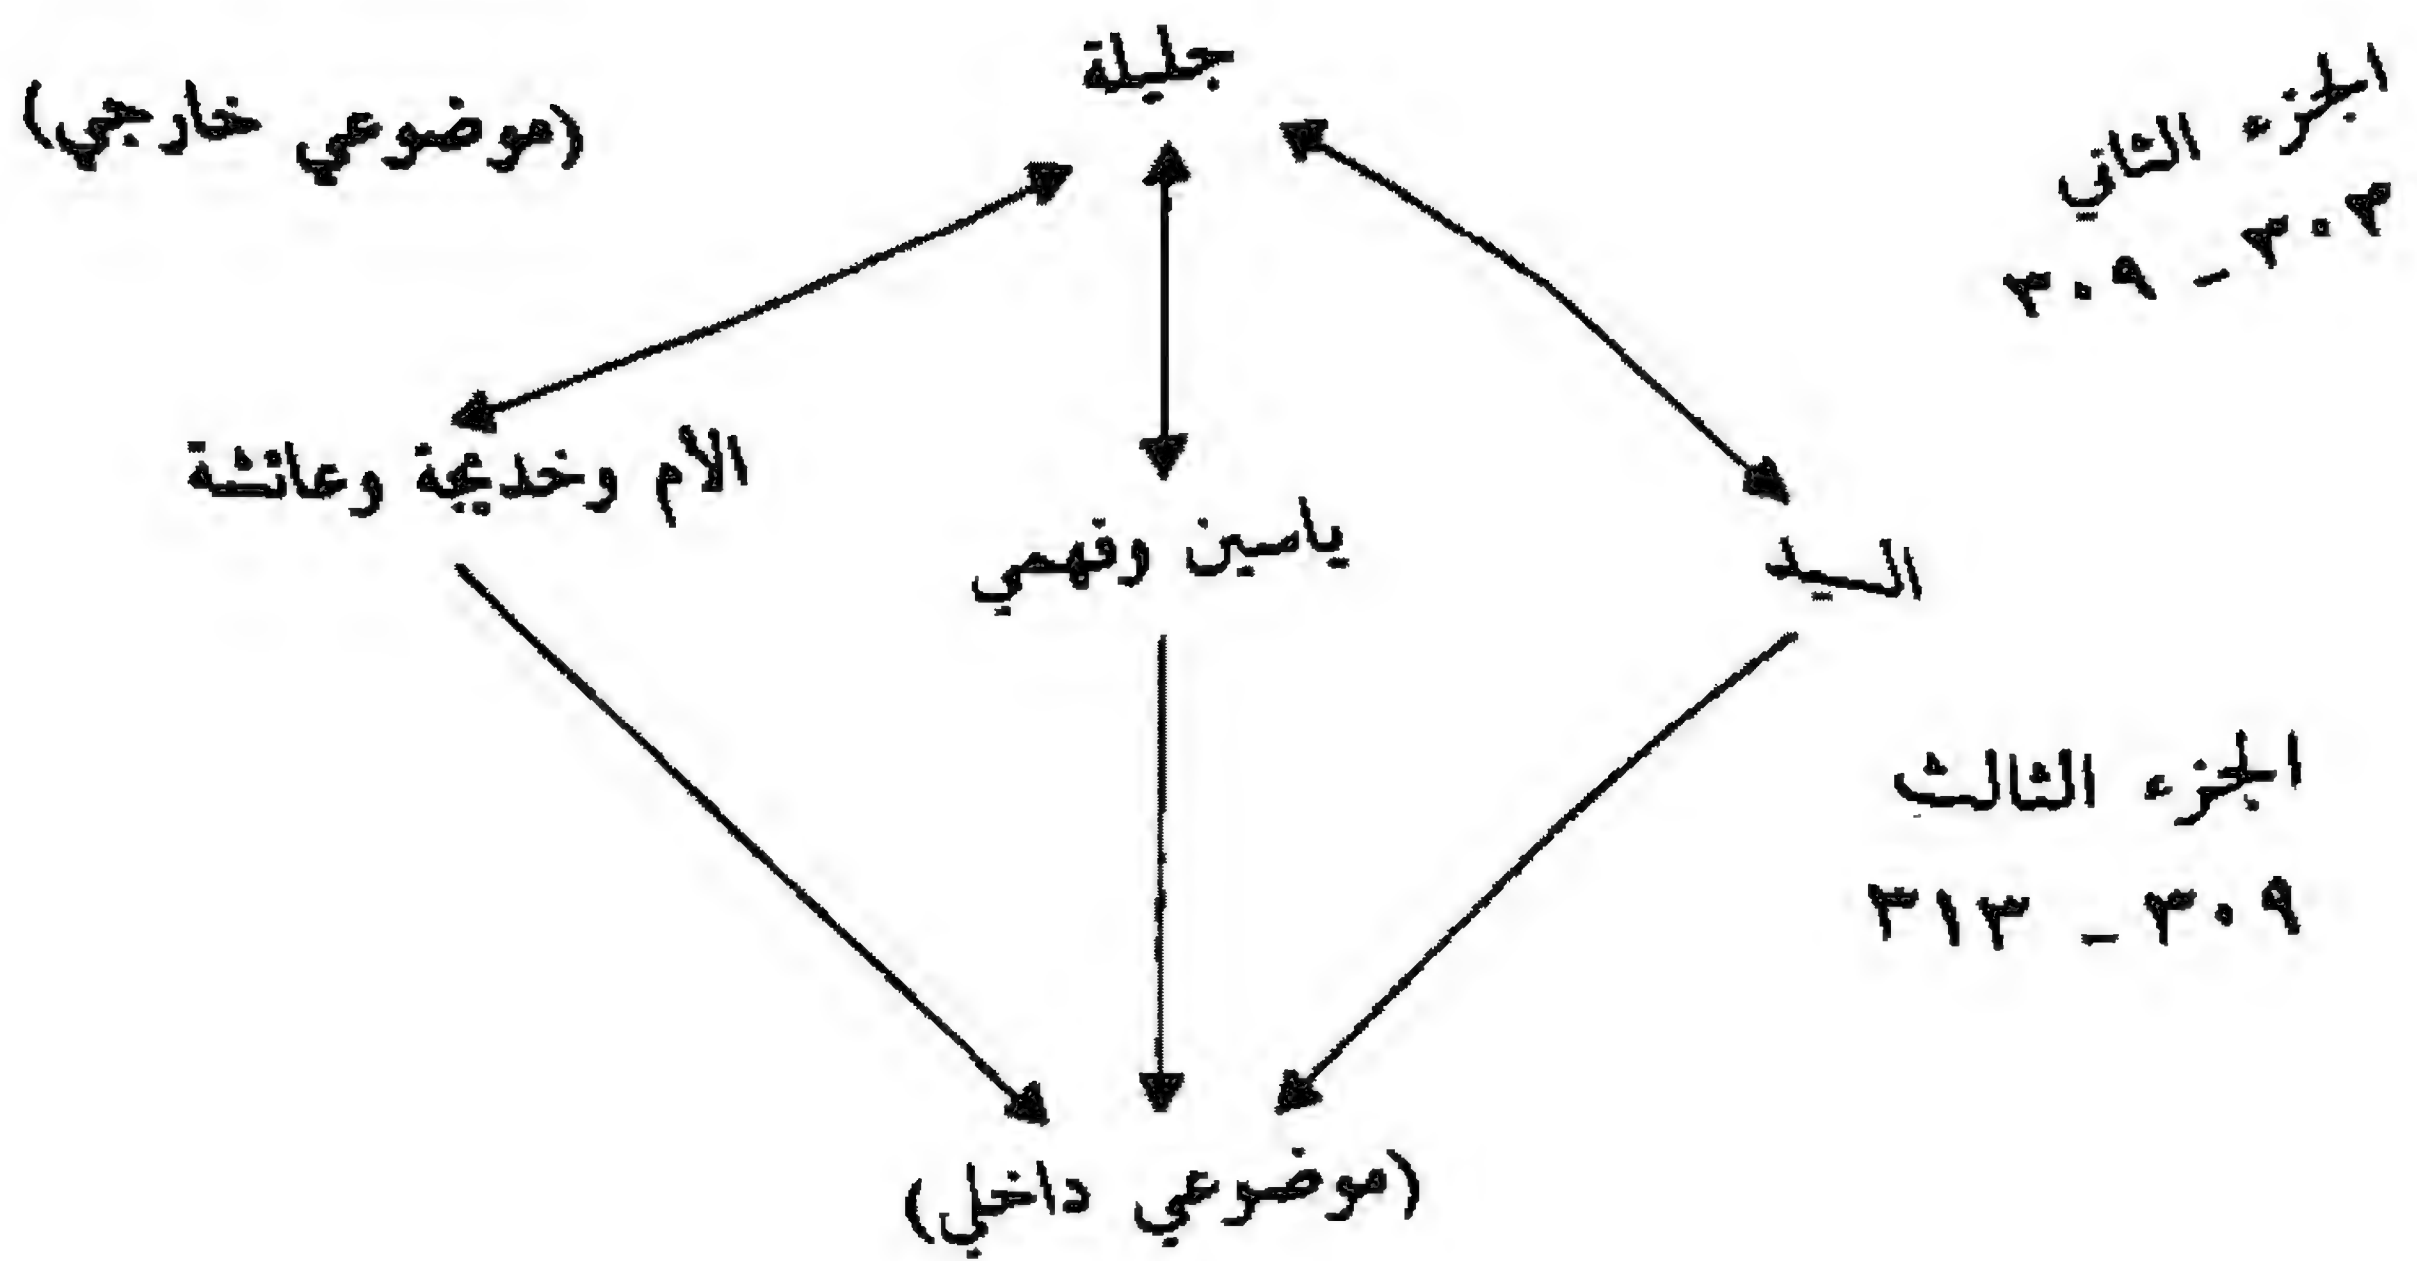 جليلة
الجزء الثاني
٣٠٣ - ٣٠٩
(موضوعي خارجي)
السيد
ياسين وفهمي
الأم وخديجة وعائشة
الجزء الثالث
٣٠٩ - ٣١٣
(موضوعي داخلي)